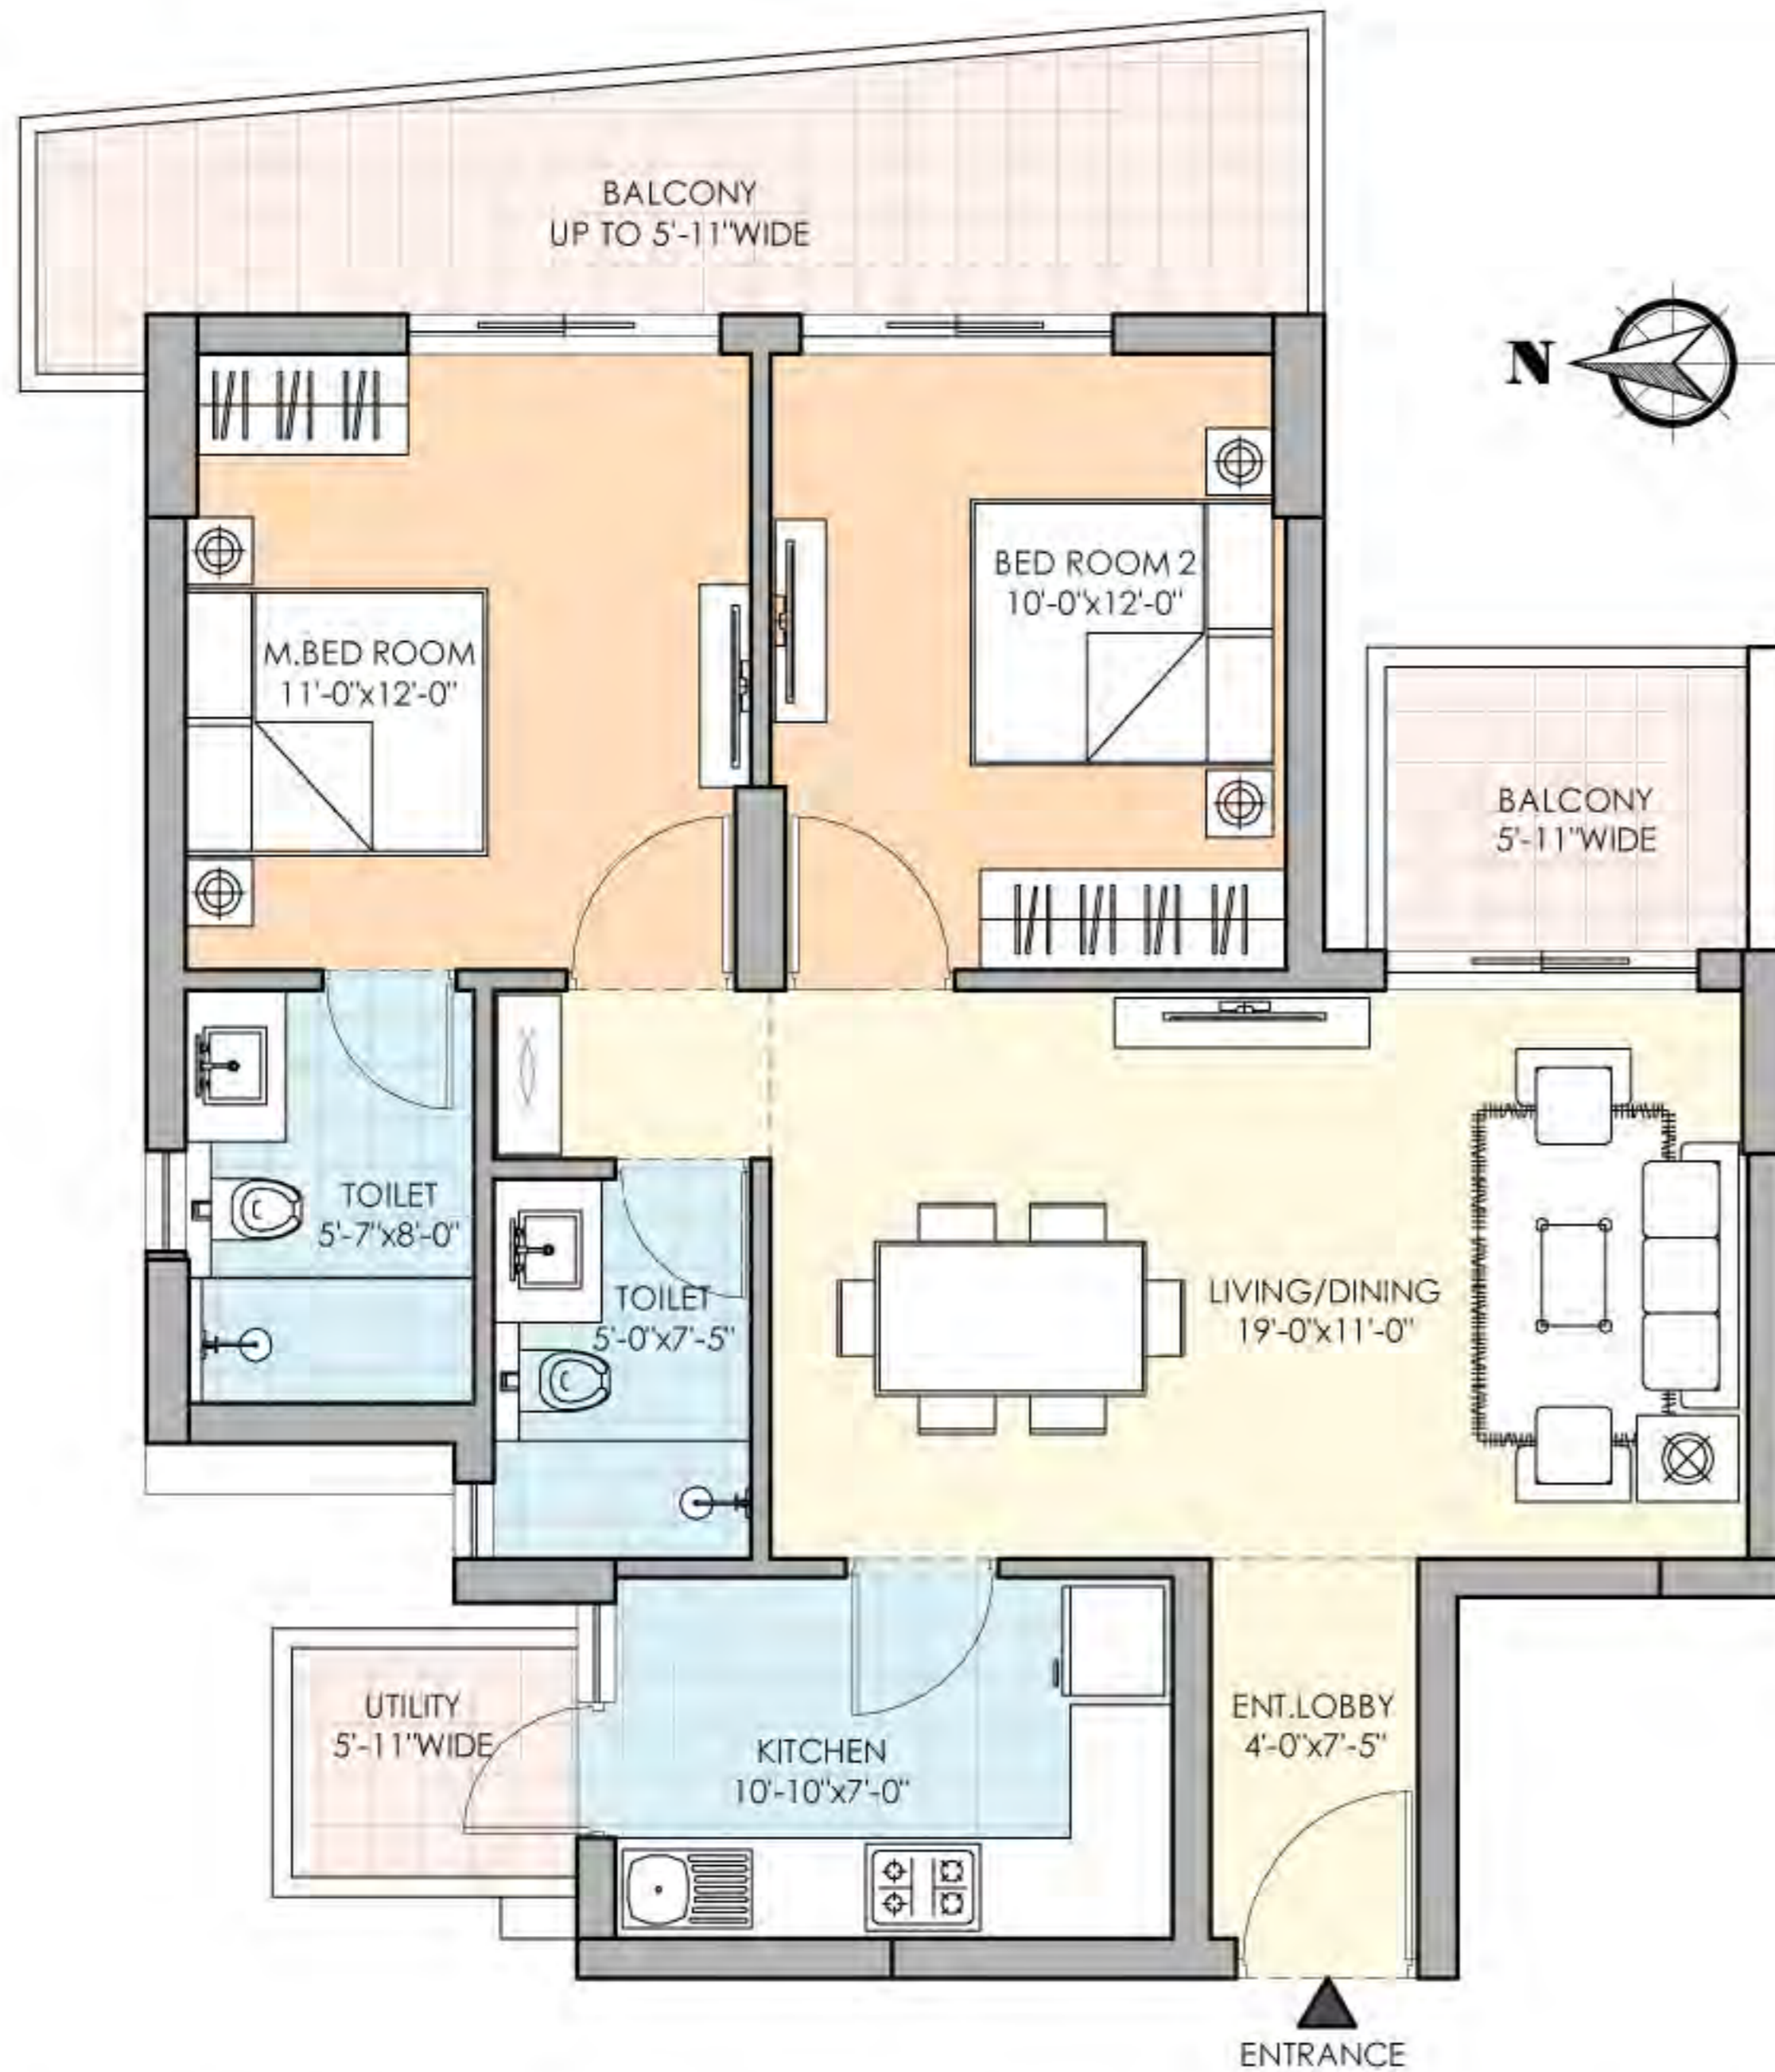 BALCONY
UP TO 5'-11"WIDE
N
BED ROOM 2
10'-0"x12'-0"
M.BED ROOM
11'-0"x12'-0"
BALCONY
5'-11"WIDE
TOILET
5'-7"x8'-0"
TOILET
5'-0"x7'-5"
LIVING/DINING
19'-0"x11'-0"
UTILITY
5'-11"WIDE
KITCHEN
10'-10"x7'-0"
ENT.LOBBY
4'-0"x7'-5"
ENTRANCE